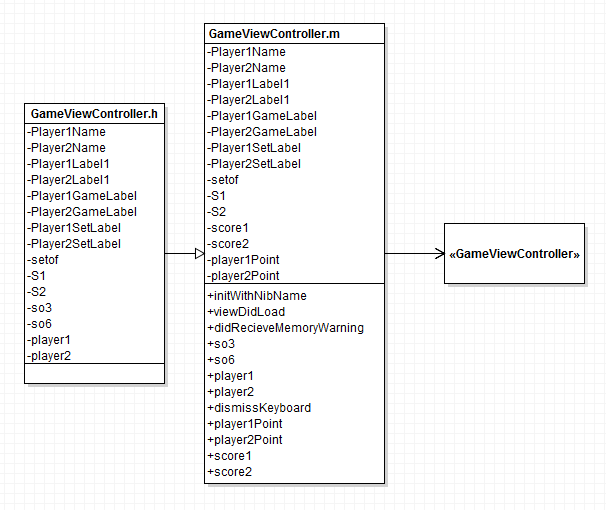 GameViewController.h
-Player1Name
-Player2Name
-Player1Label1
-Player2Label1
-Player1GameLabel
-Player2GameLabel
-Player1SetLabel
-Player2SetLabel
-setof
-S1
-S2
-so3
-so6
-player1
-player2
GameViewController.m
-Player1Name
-Player2Name
-Player1Label1
-Player2Label1
-Player1GameLabel
-Player2GameLabel
-Player1SetLabel
-Player2SetLabel
-setof
-S1
-S2
-score1
-score2
-player1Point
-player2Point
+initWithNibName
+viewDidLoad
+didRecieveMemoryWarning
+so3
+so6
+player1
+player2
+dismissKeyboard
+player1Point
+player2Point
+score1
+score2
«GameViewController»